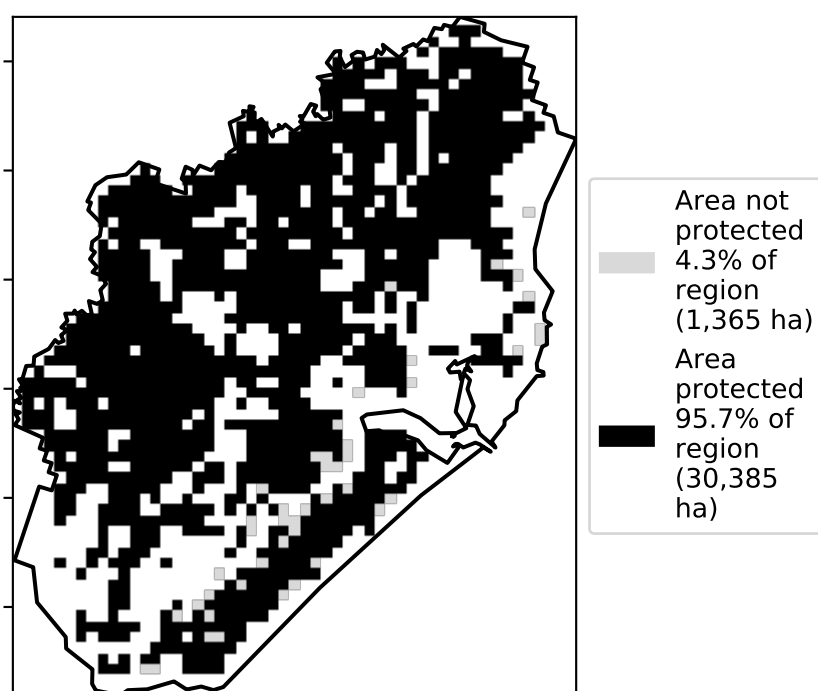 Area not
protected
4.3% of
region
(1,365 ha)
Area
protected
95.7% of
region
(30,385
ha)